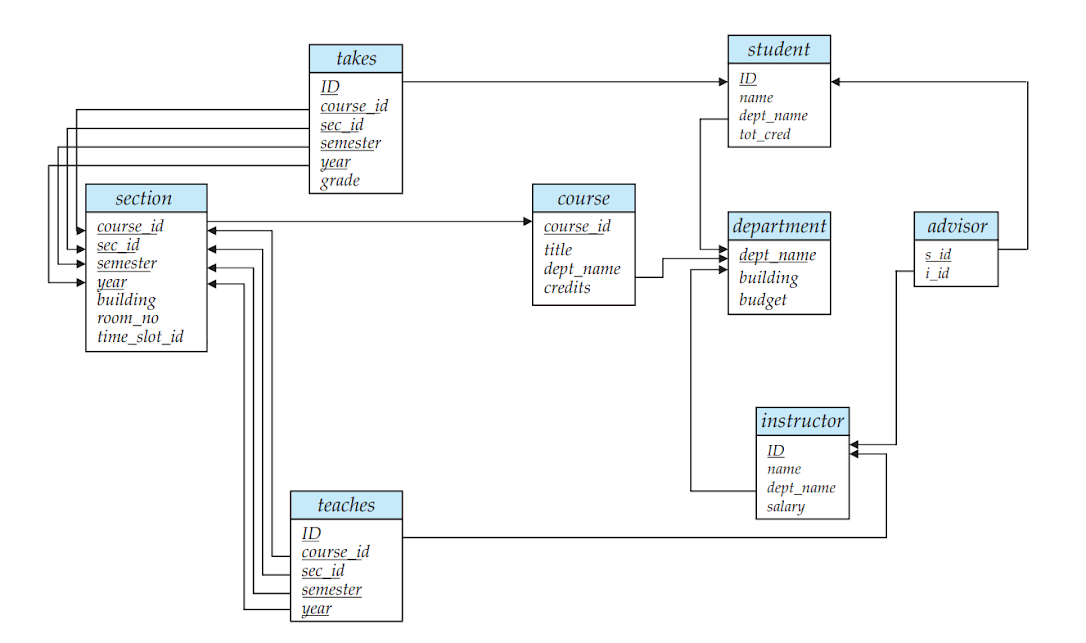 takes
ID
course_id
sec_id
semester
year
grade
student
ID
name
dept_name
tot_cred
section
course_id
sec_id
semester
year
building
room_no
time_slot_id
course
course_id
title
dept_name
credits
department
dept_name
building
budget
advisor
s_id
i_id
instructor
ID
name
dept_name
salary
teaches
ID
course_id
sec_id
semester
year